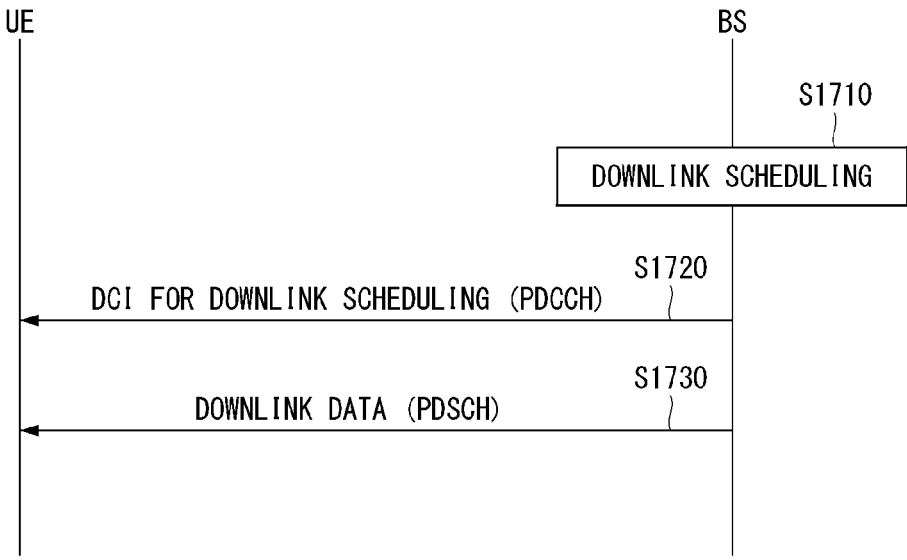 UE
BS
S1710
DOWNLINK SCHEDULING
S1720
DCI FOR DOWNLINK SCHEDULING (PDCCH)
S1730
DOWNLINK DATA (PDSCH)